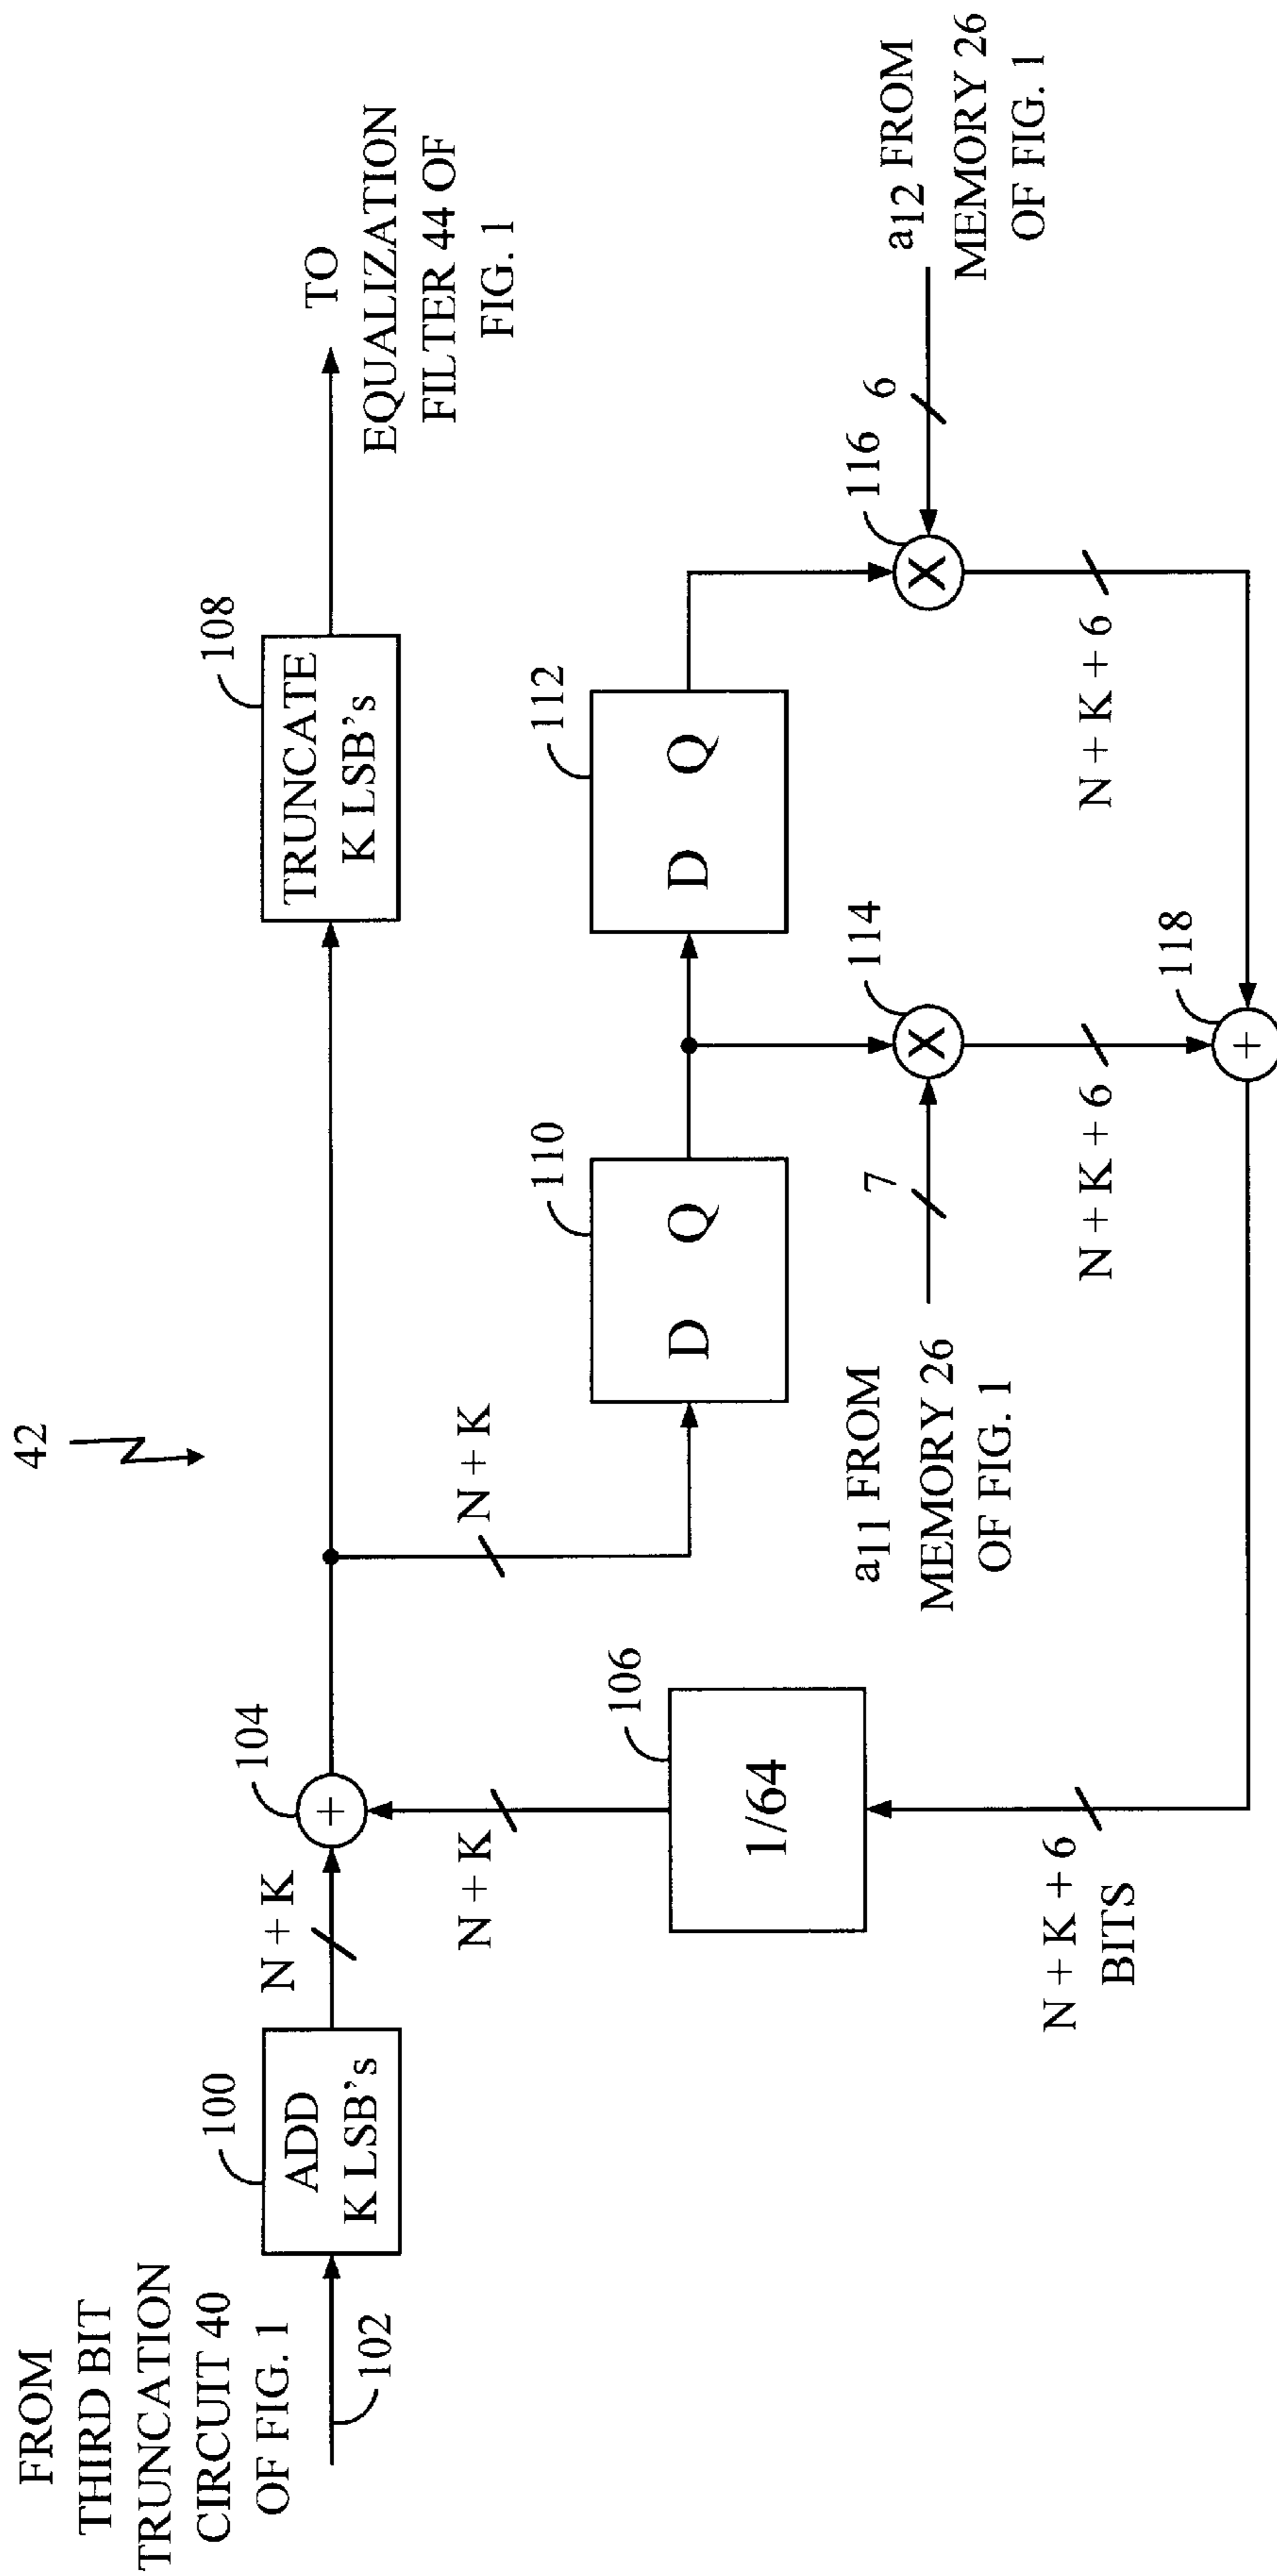 42
FROM
THIRD BIT
TRUNCATION
CIRCUIT 40
OF FIG. 1
102
100
ADD
K LSB's
N + K
104
+
108
TRUNCATE
K LSB's
TO
EQUALIZATION
FILTER 44 OF
FIG. 1
N + K
N + K
106
1/64
110
D Q
112
D Q
a11 FROM
MEMORY 26
OF FIG. 1
7
114
X
116
X
6
a12 FROM
MEMORY 26
OF FIG. 1
N + K + 6
BITS
N + K + 6
N + K + 6
118
+